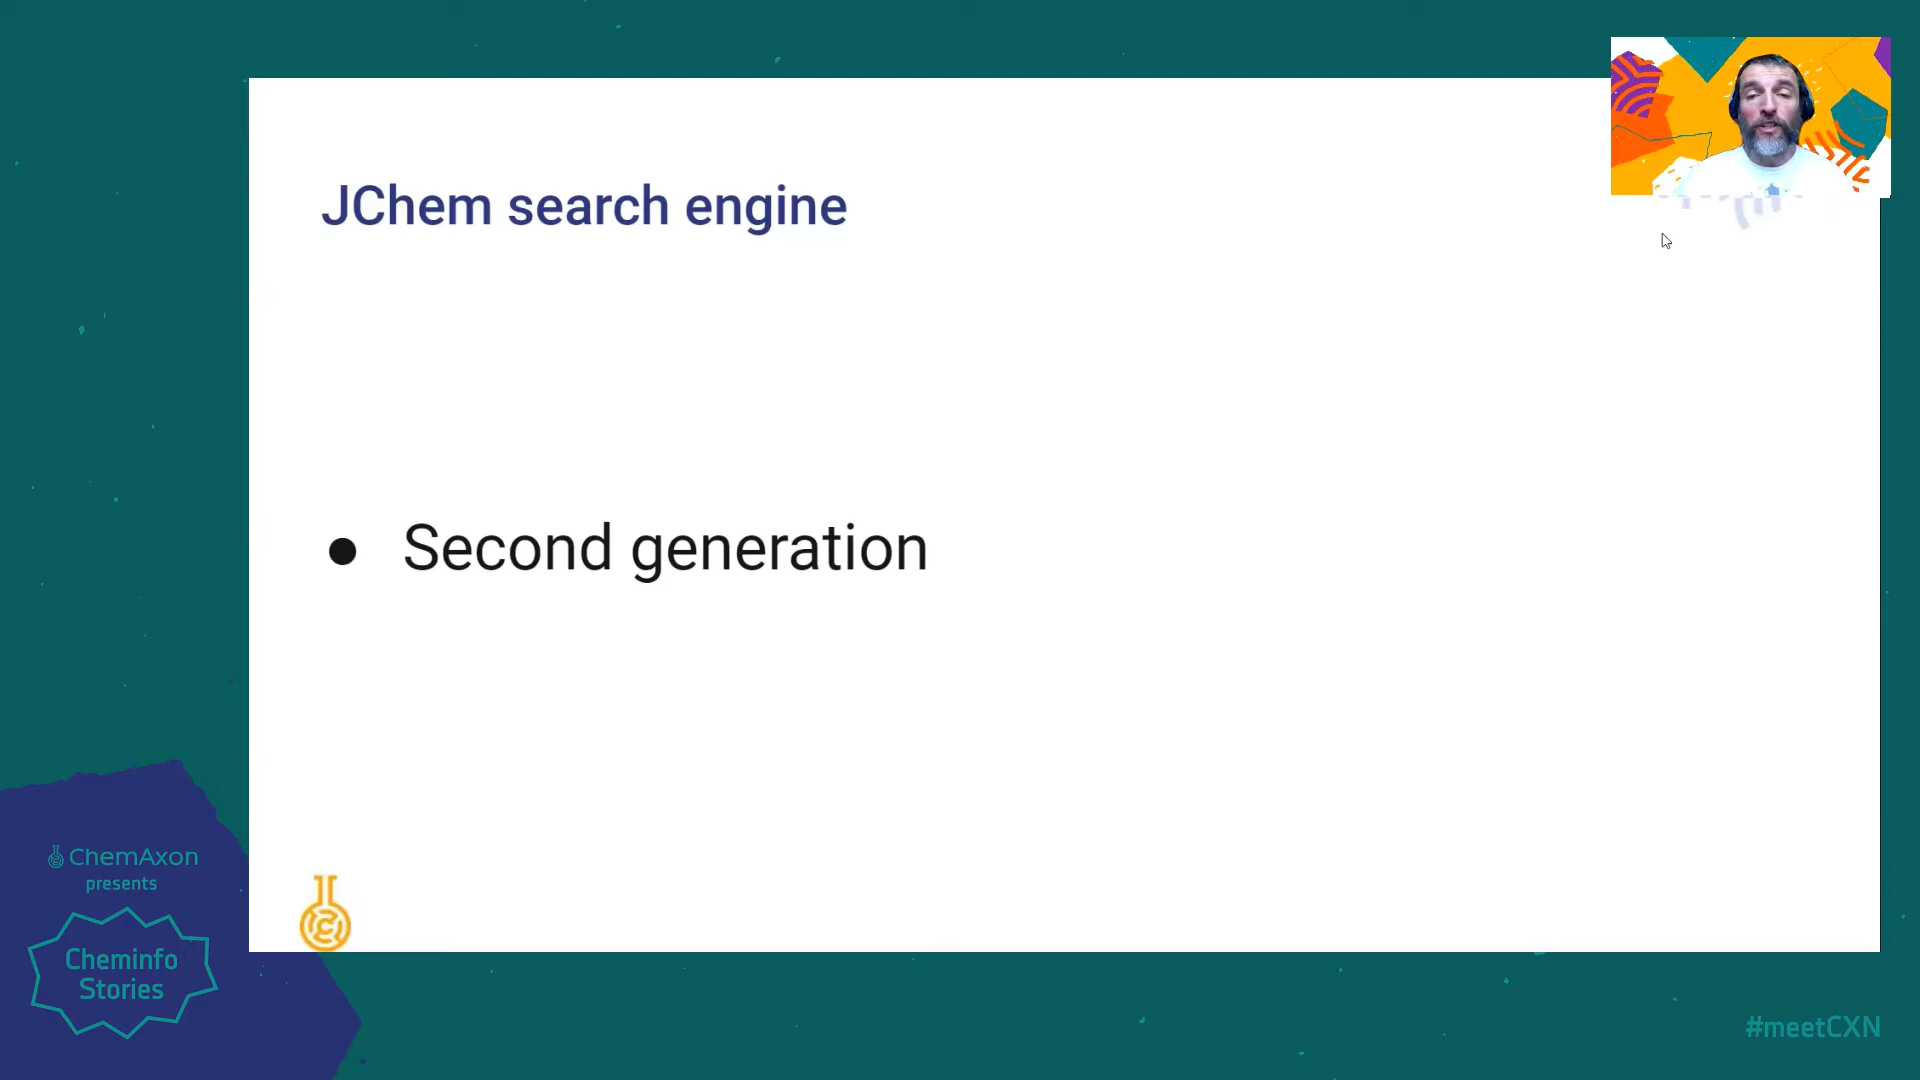 JChem search engine
● Second generation
ChemAxon
presents
Cheminfo
Stories
#meetCXN